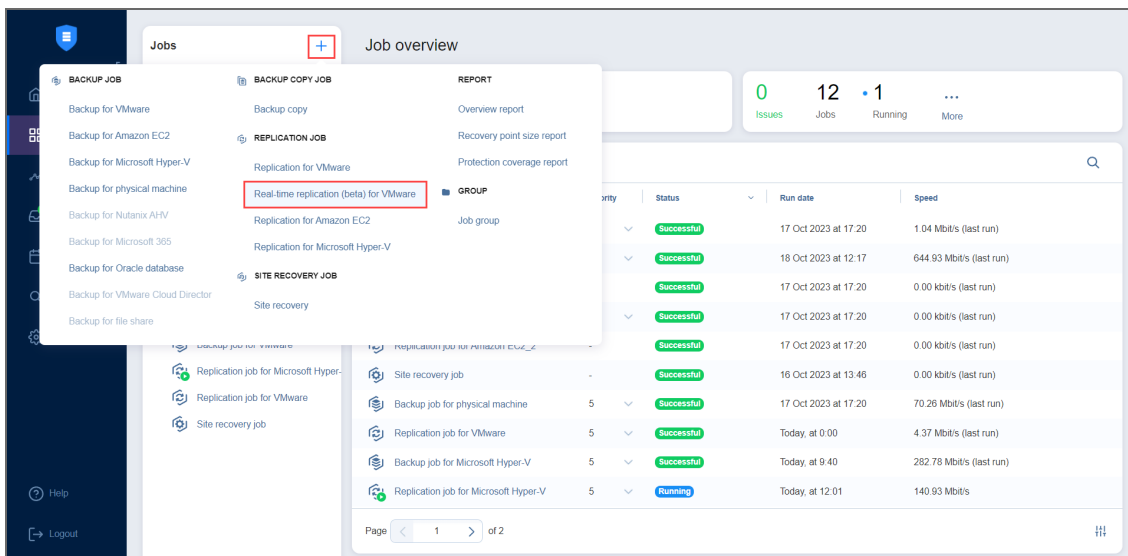 Jobs
+
Job overview
BACKUP JOB
Backup for VMware
Backup for Amazon EC2
Backup for Microsoft Hyper-V
Backup for physical machine
Backup for Nutanix AHV
Backup for Microsoft 365
Backup for Oracle database
Backup for VMware Cloud Director
Backup for file share
BACKUP COPY JOB
Backup copy
REPLICATION JOB
Replication for VMware
Real-time replication (beta) for VMware
Replication for Amazon EC2
Replication for Microsoft Hyper-V
SITE RECOVERY JOB
Site recovery
REPORT
Overview report
Recovery point size report
Protection coverage report
GROUP
Job group
0 12 1 ...
Issues Jobs Running More
Status Run date Speed
Successful 17 Oct 2023 at 17:20 1.04 Mbit/s (last run)
Successful 18 Oct 2023 at 12:17 644.93 Mbit/s (last run)
Successful 17 Oct 2023 at 17:20 0.00 kbit/s (last run)
Successful 17 Oct 2023 at 17:20 0.00 kbit/s (last run)
Backup job for VMware
Replication job for Microsoft Hyper-
Replication job for VMware
Site recovery job
Replication job for Amazon EC2_2 - Successful 17 Oct 2023 at 17:20 0.00 kbit/s (last run)
Site recovery job - Successful 16 Oct 2023 at 13:46 0.00 kbit/s (last run)
Backup job for physical machine 5 Successful 17 Oct 2023 at 17:20 70.26 Mbit/s (last run)
Replication job for VMware 5 Successful Today, at 0:00 4.37 Mbit/s (last run)
Backup job for Microsoft Hyper-V 5 Successful Today, at 9:40 282.78 Mbit/s (last run)
Replication job for Microsoft Hyper-V 5 Running Today, at 12:01 140.93 Mbit/s
Page < 1 > of 2
Help
Logout